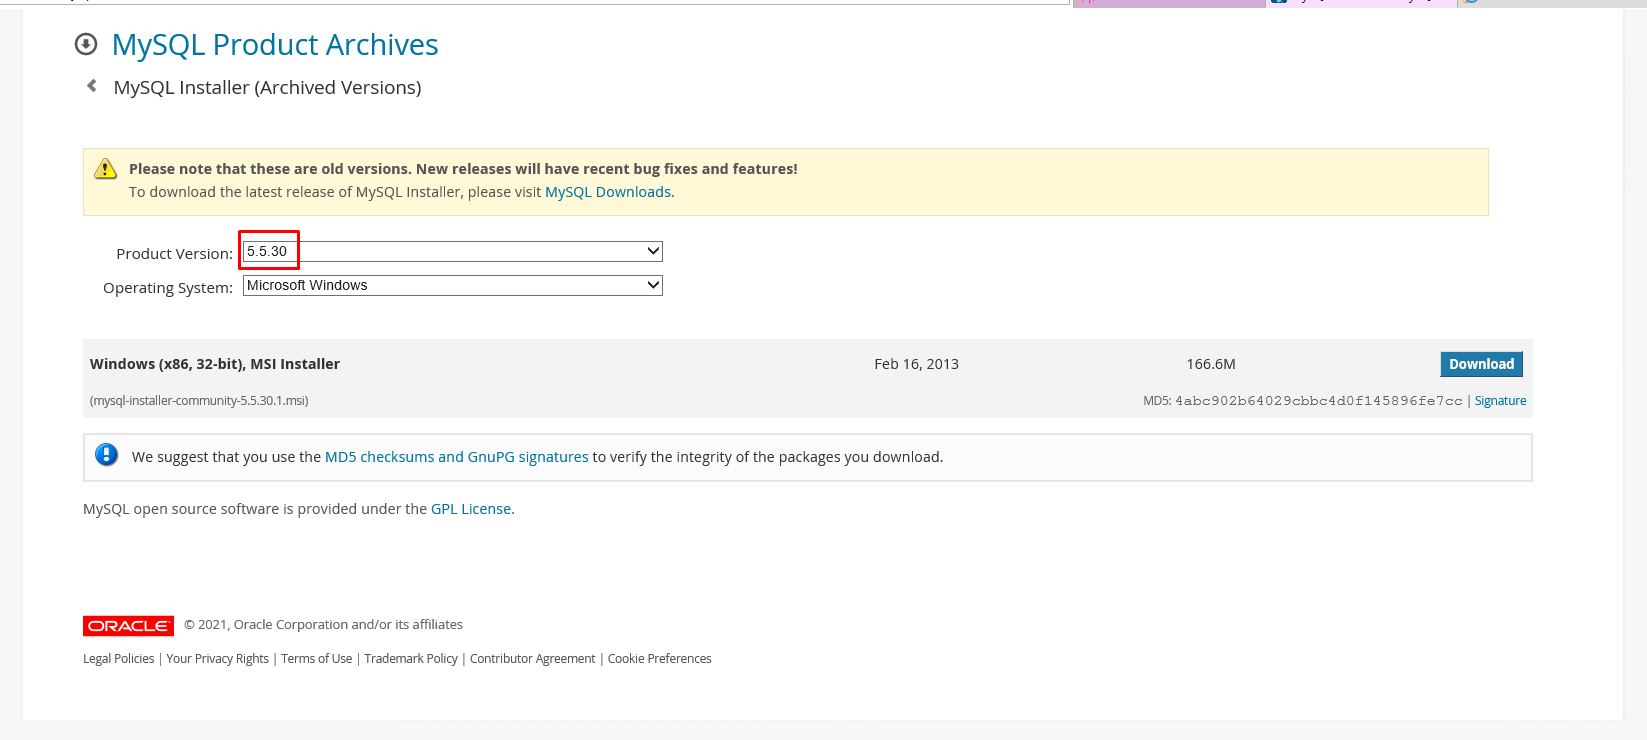 MySQL Product Archives
MySQL Installer (Archived Versions)
Please note that these are old versions. New releases will have recent bug fixes and features!
To download the latest release of MySQL Installer, please visit MySQL Downloads.
Product Version: 5.5.30
Operating System: Microsoft Windows
Windows (x86, 32-bit), MSI Installer Feb 16, 2013 166.6M Download
(mysql-installer-community-5.5.30.1.msi) MD5: 4abc902b64029cbbc4d0f145896fe7cc | Signature
We suggest that you use the MD5 checksums and GnuPG signatures to verify the integrity of the packages you download.
MySQL open source software is provided under the GPL License.
ORACLE © 2021, Oracle Corporation and/or its affiliates
Legal Policies | Your Privacy Rights | Terms of Use | Trademark Policy | Contributor Agreement | Cookie Preferences